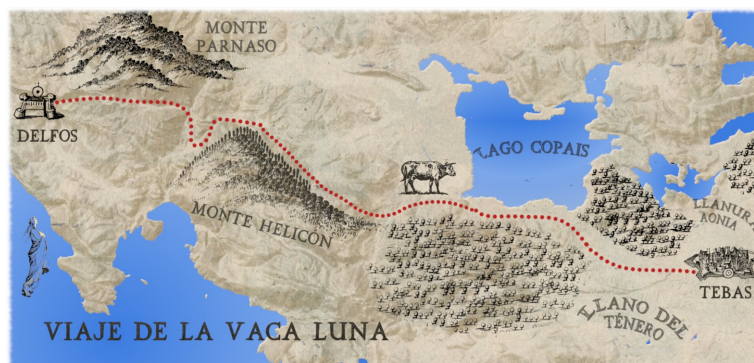 MONTE
PARNASO
DELFOS
LAGO COPAIS
MONTE HELICÓN
LLANURA
AONIA
TEBAS
LLANO DEL
TÉNERO
VIAJE DE LA VACA LUNA